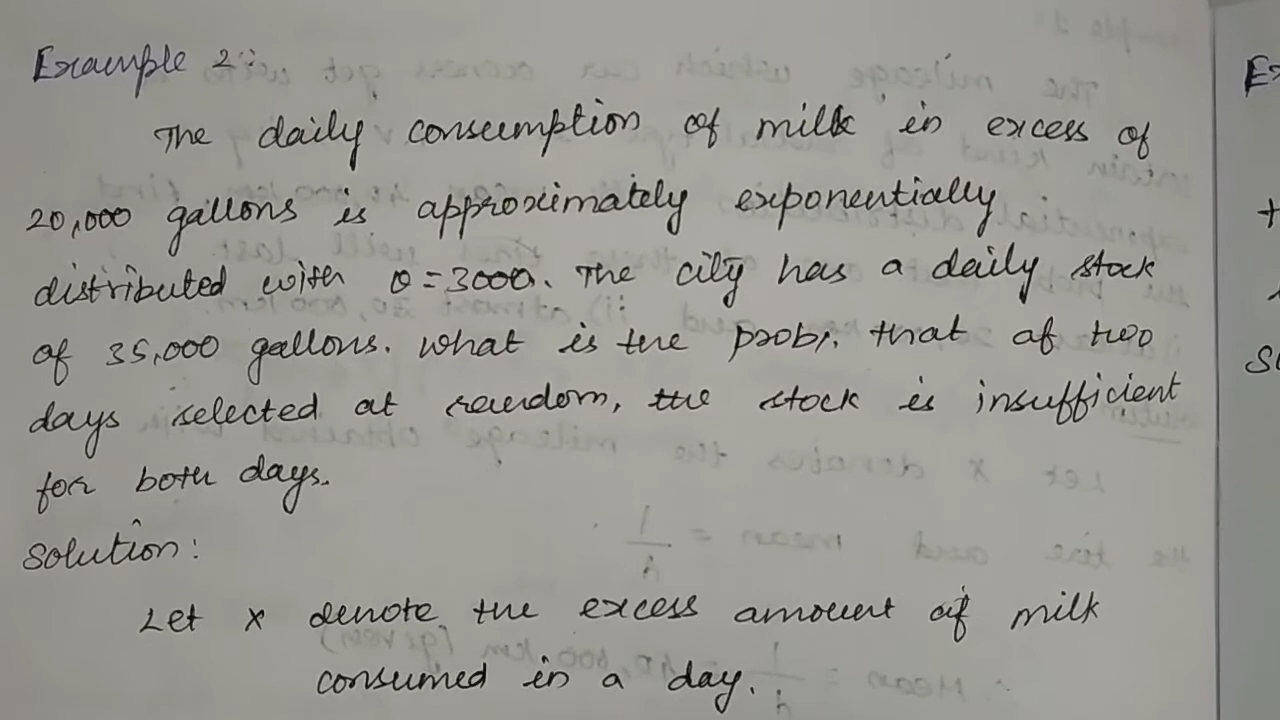 Example 2:
The daily consumption of milk in excess of
20,000 gallons is approximately exponentially
distributed with θ = 3000. The city has a daily stock
of 35,000 gallons. What is the prob. that of two
days selected at random, the stock is insufficient
for both days.
Solution:
Let x denote the excess amount of milk
consumed in a day.